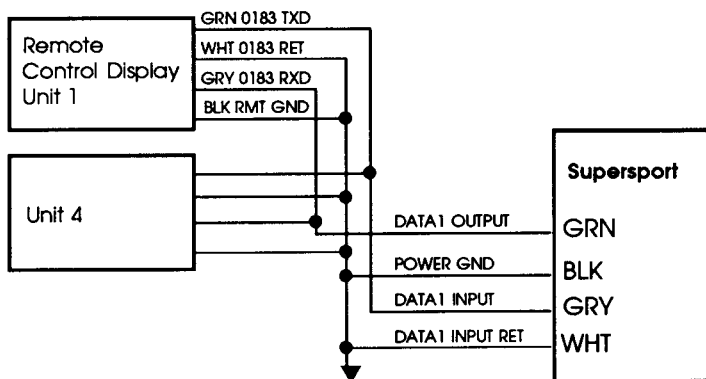 GRN 0183 TXD
Remote
Control Display
Unit 1
WHT 0183 RET
GRY 0183 RXD
BLK RMT GND
Unit 4
Supersport
DATA1 OUTPUT
GRN
POWER GND
BLK
DATA1 INPUT
GRY
DATA1 INPUT RET
WHT